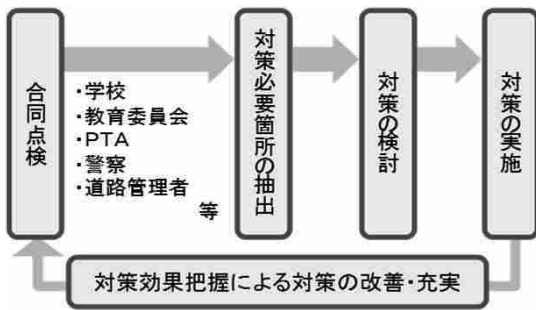 合同点検
・学校
・教育委員会
・PTA
・警察
・道路管理者
等
対策必要箇所の抽出
対策の検討
対策の実施
対策効果把握による対策の改善・充実